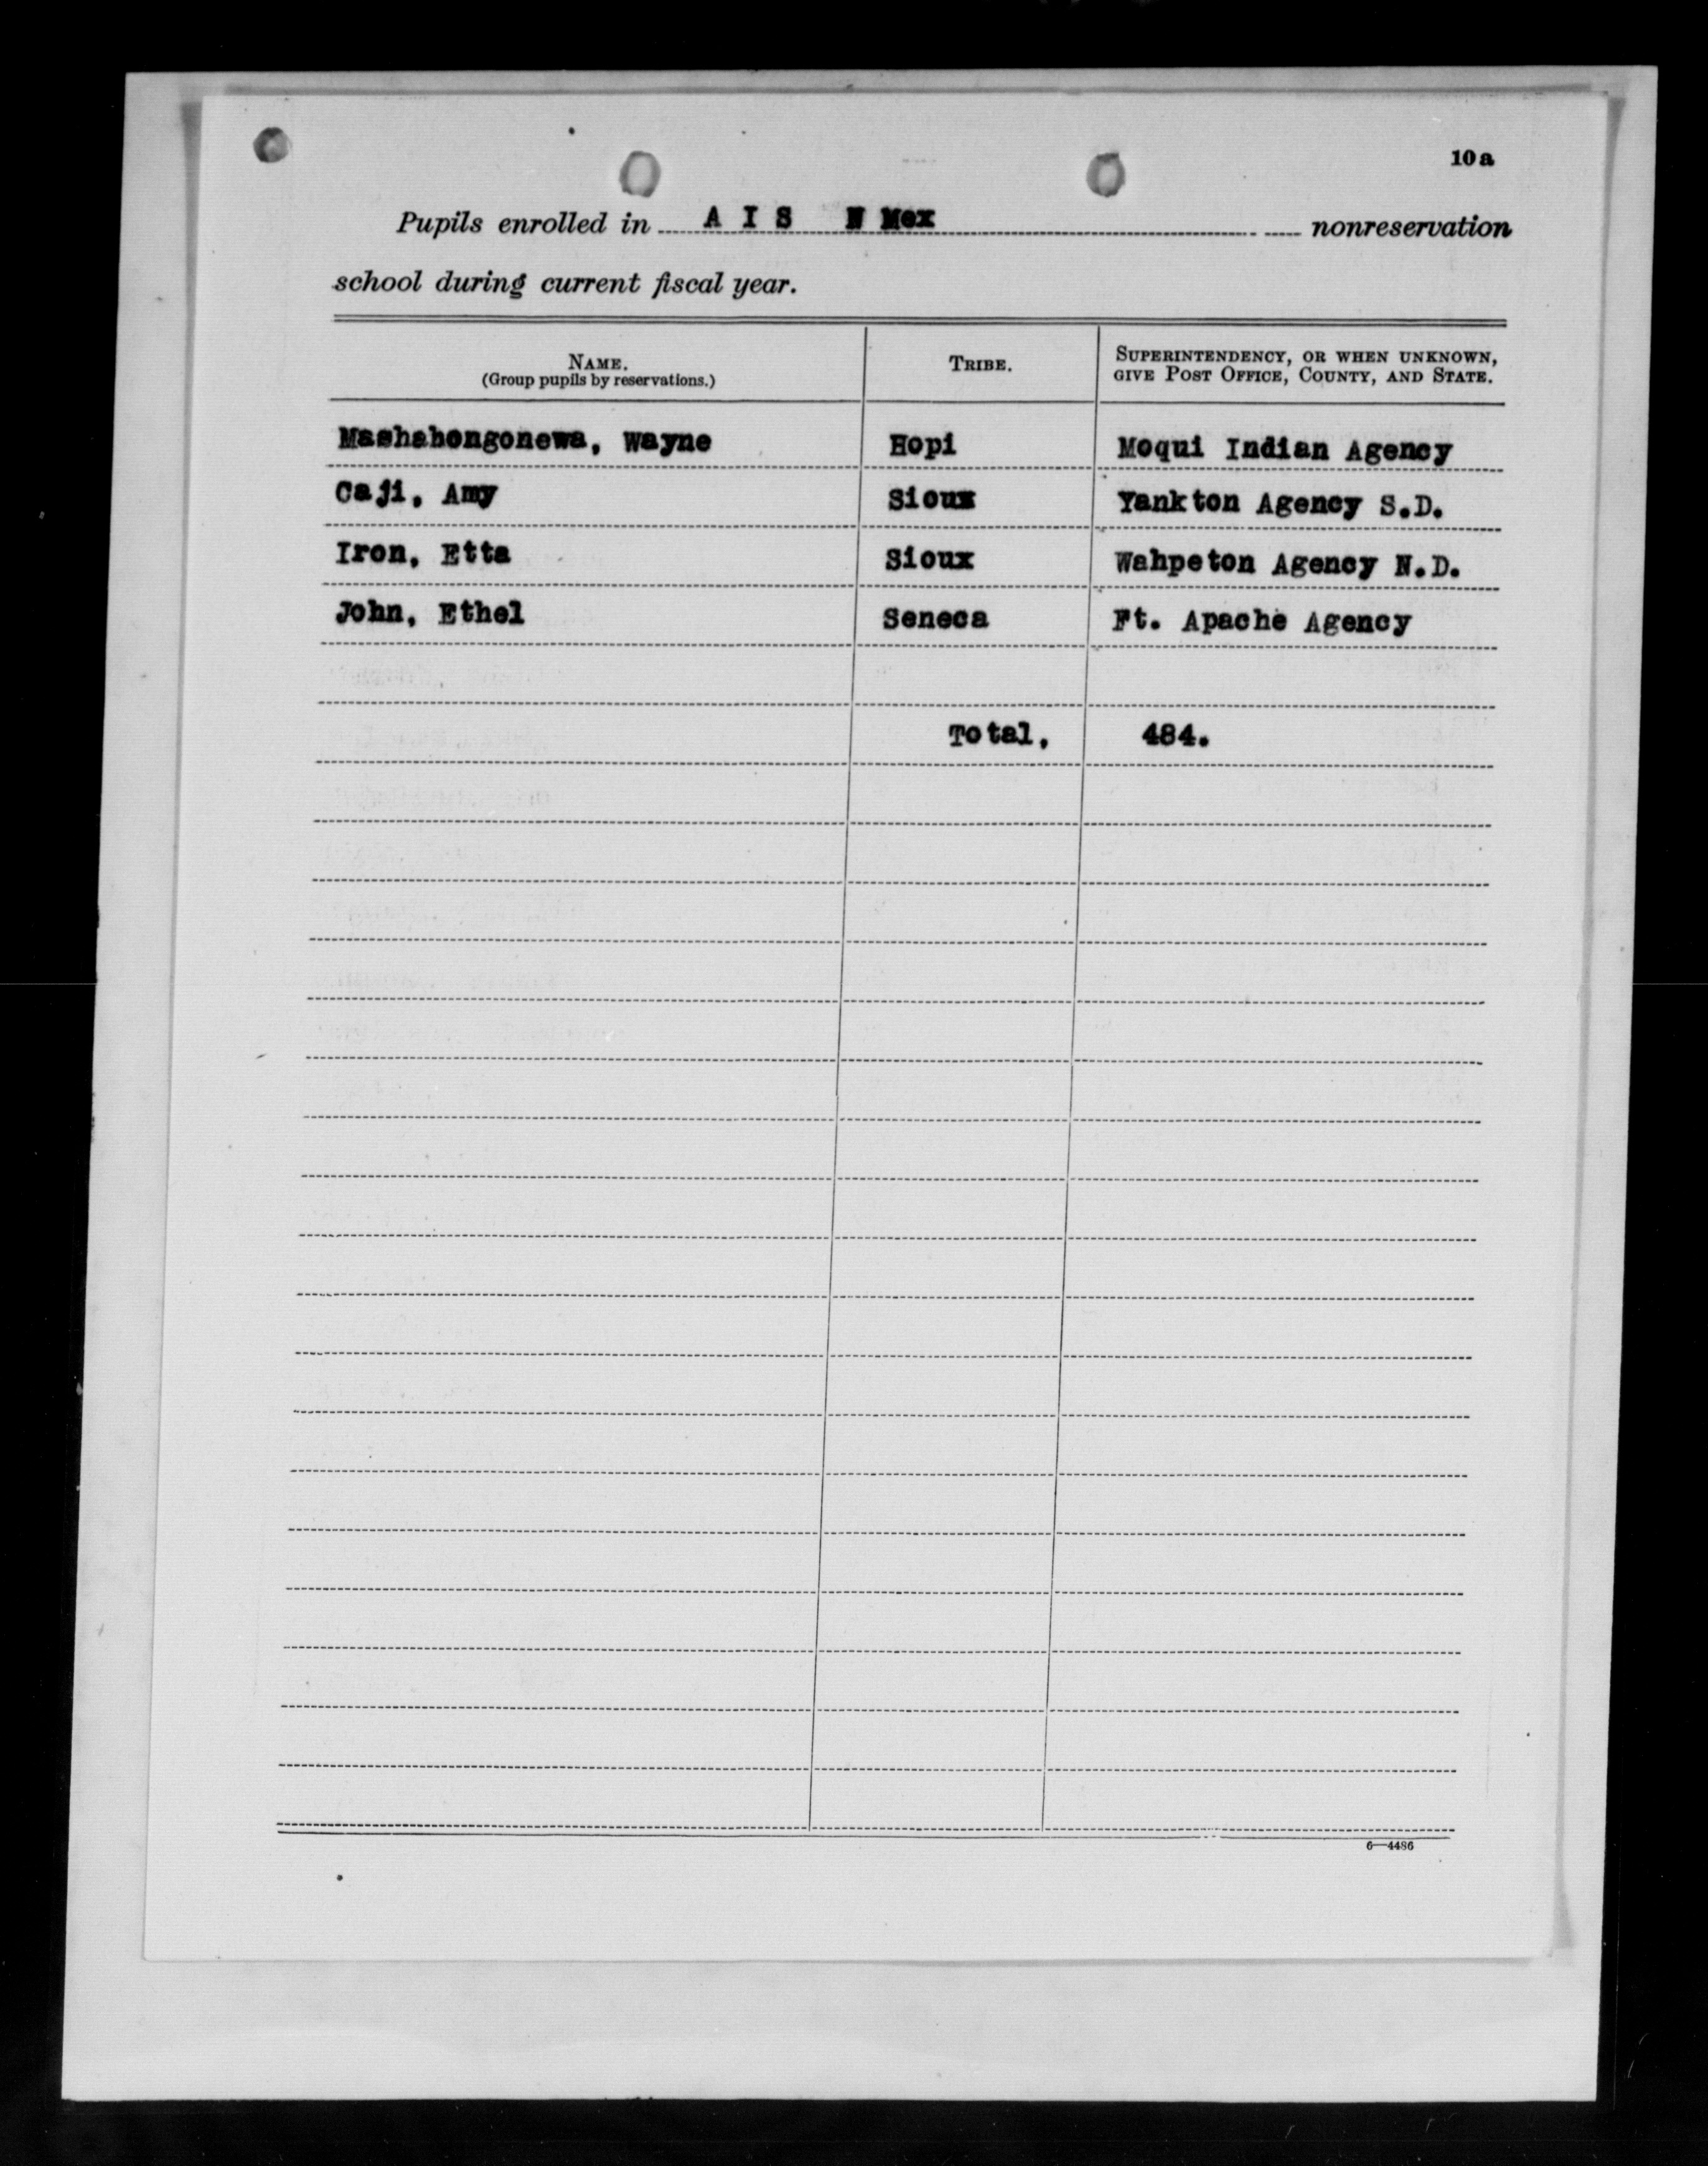 10 a
Pupils enrolled in A I S N Mex nonreservation
school during current fiscal year.
NAME. TRIBE. SUPERINTENDENCY, OR WHEN UNKNOWN,
(Group pupils by reservations.) GIVE POST OFFICE, COUNTY, AND STATE.
Mashahongonewa, Wayne Hopi Moqui Indian Agency
Caji, Amy Sioux Yankton Agency S.D.
Iron, Etta Sioux Wahpeton Agency N.D.
John, Ethel Seneca Ft. Apache Agency
Total, 484.
6—4486